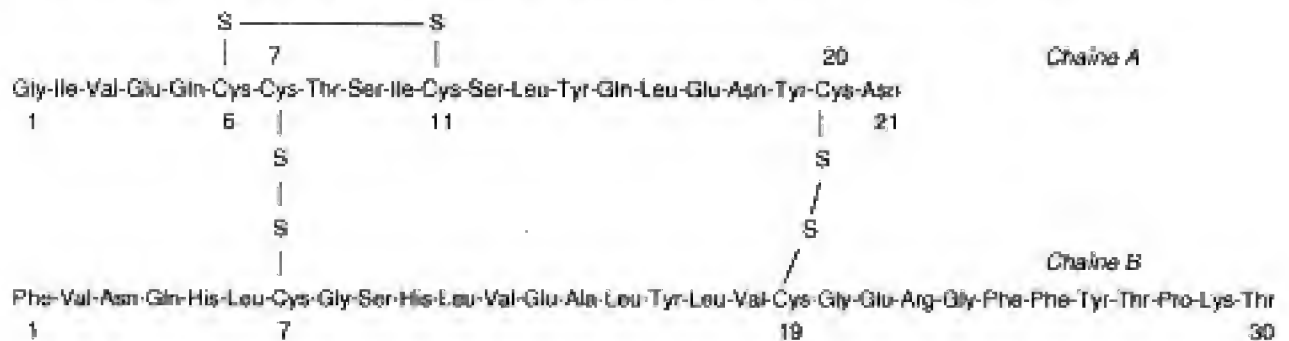 S S
7 20 Chaîne A
Gly-Ile-Val-Glu-Gln-Cys-Cys-Thr-Ser-Ile-Cys-Ser-Leu-Tyr-Gln-Leu-Glu-Asn-Tyr-Cys-Asn
1 6 11 21
S S
S S
Chaîne B
Phe-Val-Asn-Gln-His-Leu-Cys-Gly-Ser-His-Leu-Val-Glu-Ala-Leu-Tyr-Leu-Val-Cys-Gly-Glu-Arg-Gly-Phe-Phe-Tyr-Thr-Pro-Lys-Thr
1 7 19 30